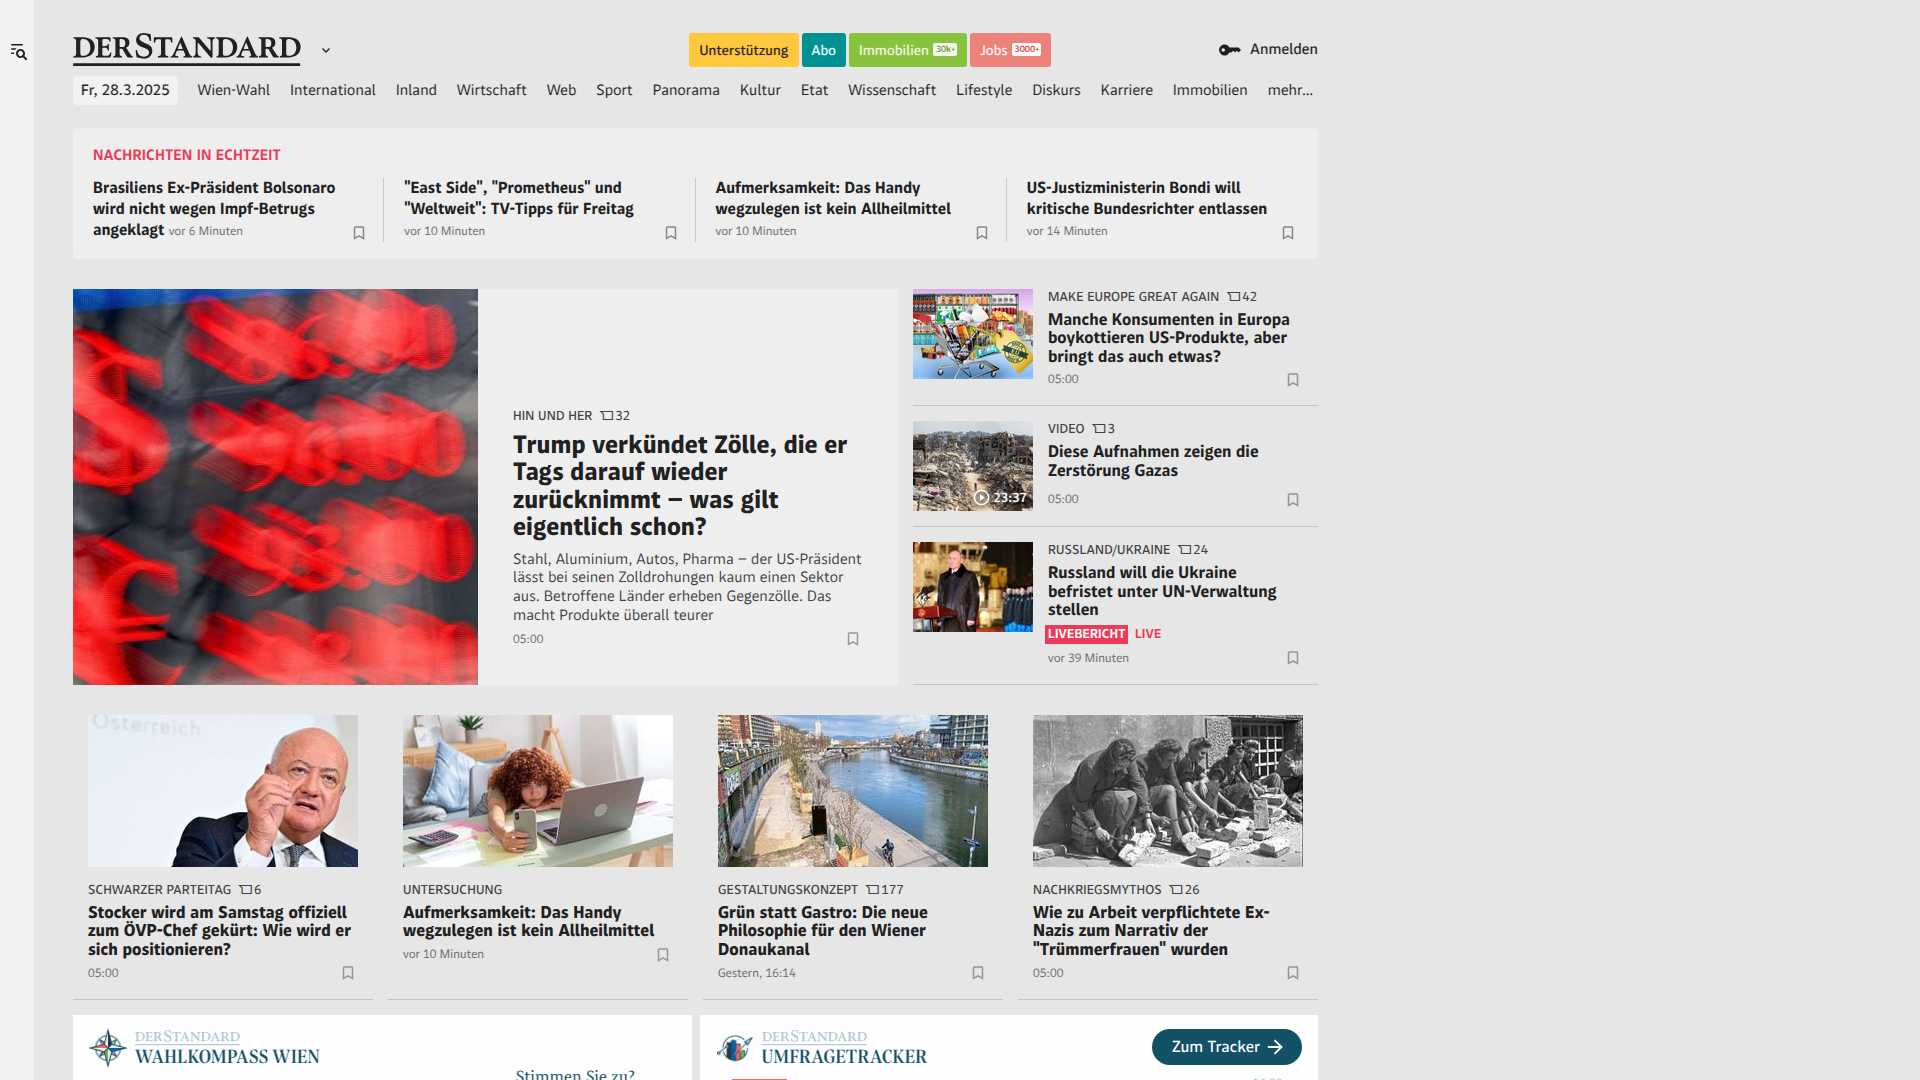 DERSTANDARD
Unterstützung
Abo
Immobilien 30k+
Jobs 3000+
Anmelden
Fr, 28.3.2025
Wien-Wahl
International
Inland
Wirtschaft
Web
Sport
Panorama
Kultur
Etat
Wissenschaft
Lifestyle
Diskurs
Karriere
Immobilien
mehr...
NACHRICHTEN IN ECHTZEIT
Brasiliens Ex-Präsident Bolsonaro
wird nicht wegen Impf-Betrugs
angeklagt vor 6 Minuten
"East Side", "Prometheus" und
"Weltweit": TV-Tipps für Freitag
vor 10 Minuten
Aufmerksamkeit: Das Handy
wegzulegen ist kein Allheilmittel
vor 10 Minuten
US-Justizministerin Bondi will
kritische Bundesrichter entlassen
vor 14 Minuten
HIN UND HER 32
Trump verkündet Zölle, die er
Tags darauf wieder
zurücknimmt – was gilt
eigentlich schon?
Stahl, Aluminium, Autos, Pharma – der US-Präsident
lässt bei seinen Zolldrohungen kaum einen Sektor
aus. Betroffene Länder erheben Gegenzölle. Das
macht Produkte überall teurer
05:00
MAKE EUROPE GREAT AGAIN 42
Manche Konsumenten in Europa
boykottieren US-Produkte, aber
bringt das auch etwas?
05:00
23:37
VIDEO 3
Diese Aufnahmen zeigen die
Zerstörung Gazas
05:00
RUSSLAND/UKRAINE 24
Russland will die Ukraine
befristet unter UN-Verwaltung
stellen
LIVEBERICHT LIVE
vor 39 Minuten
Österreich
SCHWARZER PARTEITAG 6
Stocker wird am Samstag offiziell
zum ÖVP-Chef gekürt: Wie wird er
sich positionieren?
05:00
UNTERSUCHUNG
Aufmerksamkeit: Das Handy
wegzulegen ist kein Allheilmittel
vor 10 Minuten
GESTALTUNGSKONZEPT 177
Grün statt Gastro: Die neue
Philosophie für den Wiener
Donaukanal
Gestern, 16:14
NACHKRIEGSMYTHOS 26
Wie zu Arbeit verpflichtete Ex-
Nazis zum Narrativ der
"Trümmerfrauen" wurden
05:00
DERSTANDARD
WAHLKOMPASS WIEN
Stimmen Sie zu?
DERSTANDARD
UMFRAGETRACKER
Zum Tracker